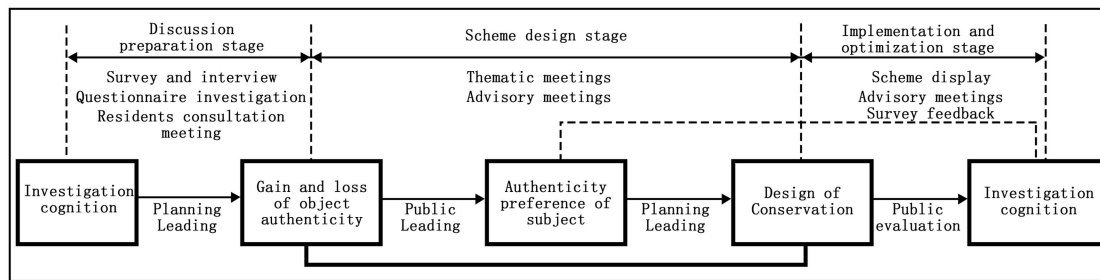 Discussion
preparation stage
Scheme design stage
Implementation and
optimization stage
Survey and interview
Questionnaire investigation
Residents consultation
meeting
Thematic meetings
Advisory meetings
Scheme display
Advisory meetings
Survey feedback
Investigation
cognition
Planning
Leading
Gain and loss
of object
authenticity
Public
Leading
Authenticity
preference of
subject
Planning
Leading
Design of
Conservation
Public
evaluation
Investigation
cognition